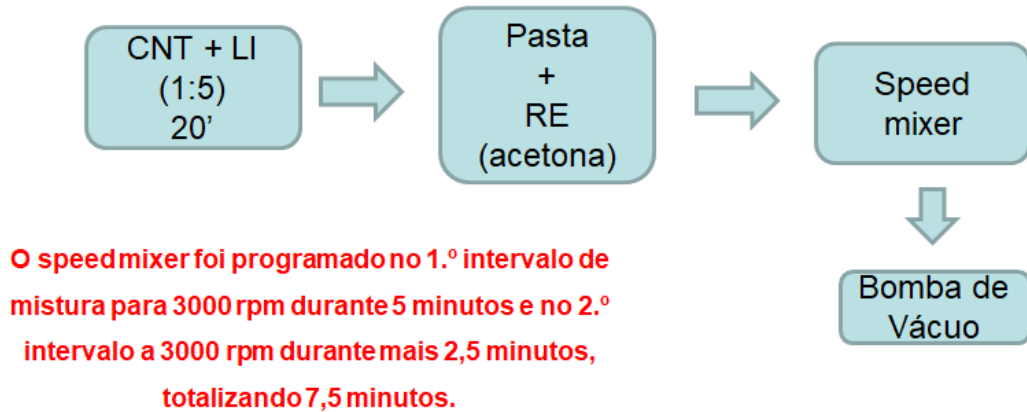 CNT + LI
(1:5)
20’
Pasta
+
RE
(acetona)
Speed
mixer
Bomba de
Vácuo
O speed mixer foi programado no 1.º intervalo de
mistura para 3000 rpm durante 5 minutos e no 2.º
intervalo a 3000 rpm durante mais 2,5 minutos,
totalizando 7,5 minutos.